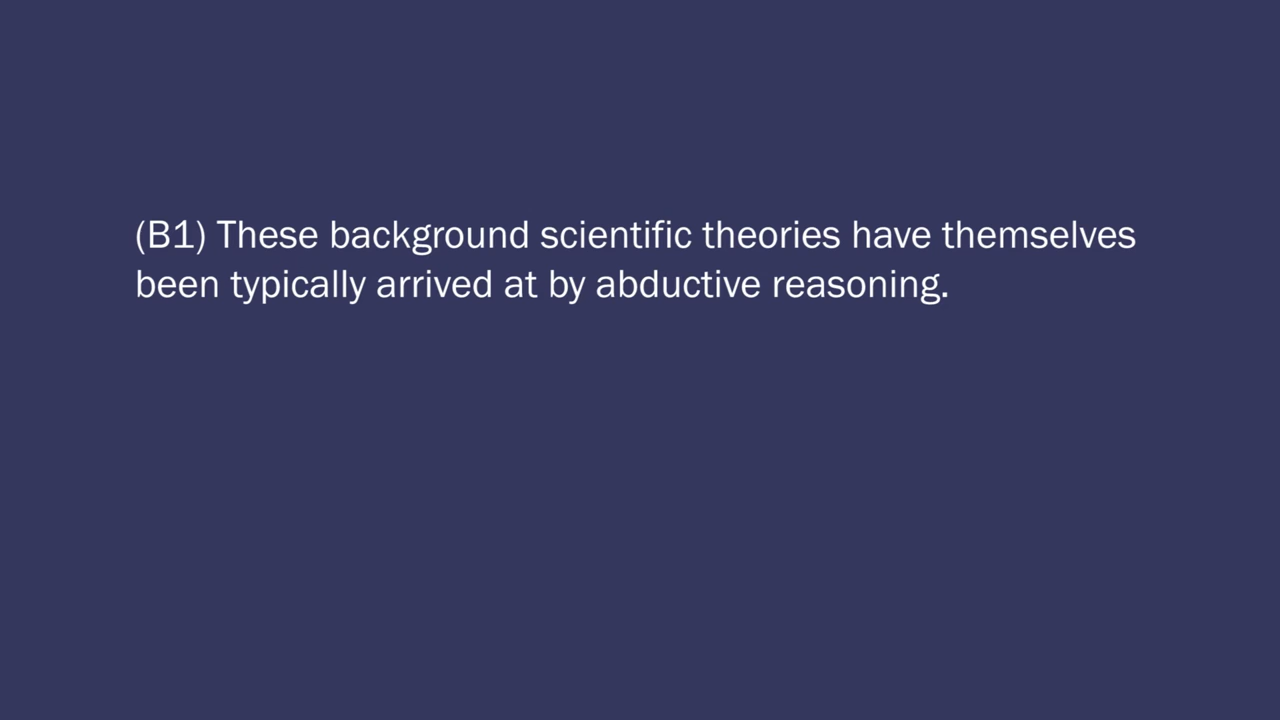 (B1) These background scientific theories have themselves
been typically arrived at by abductive reasoning.